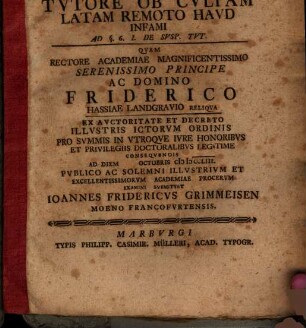 TVTORE OB CVLPAM
LATAM REMOTO HAVD
INFAMI
AD §. 6. I. DE SVSP. TVT.
QVAM
RECTORE ACADEMIAE MAGNIFICENTISSIMO
SERENISSIMO PRINCIPE
AC DOMINO
FRIDERICO
HASSIAE LANDGRAVIO RELIQVA
EX AVCTORITATE ET DECRETO
ILLVSTRIS ICTORVM ORDINIS
PRO SVMMIS IN VTROQVE IVRE HONORIBVS
ET PRIVILEGIIS DOCTORALIBVS LEGITIME
CONSEQVENDIS
AD DIEM OCTOBRIS
PVBLICO AC SOLEMNI ILLVSTRIVM ET
EXCELLENTISSIMORVM ACADEMIAE PROCERVM
EXAMINI
IOANNES FRIDERICVS GRIMMEISEN
MOENO FRANCOFVRTENSIS.
MARBVRGI
TYPIS PHILIPP. CASIMIR. MÜLLERI, ACAD. TYPOGR.